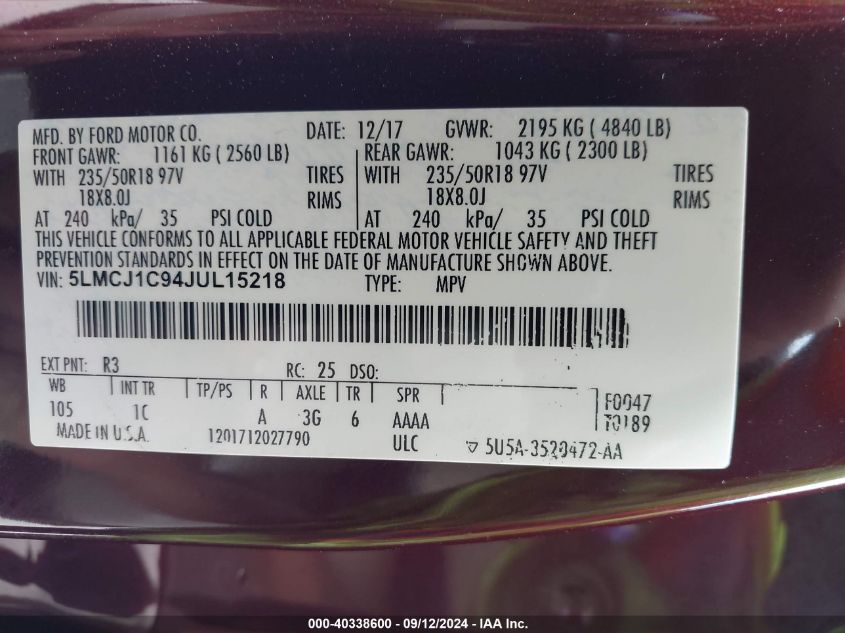 MFD. BY FORD MOTOR CO. DATE: 12/17 GVWR: 2195 KG ( 4840 LB)
FRONT GAWR: 1161 KG ( 2560 LB) REAR GAWR: 1043 KG ( 2300 LB)
WITH 235/50R18 97V TIRES WITH 235/50R18 97V TIRES
18X8.0J RIMS 18X8.0J RIMS
AT 240 kPa/ 35 PSI COLD AT 240 kPa/ 35 PSI COLD
THIS VEHICLE CONFORMS TO ALL APPLICABLE FEDERAL MOTOR VEHICLE SAFETY AND THEFT
PREVENTION STANDARDS IN EFFECT ON THE DATE OF MANUFACTURE SHOWN ABOVE.
VIN: 5LMCJ1C94JUL15218 TYPE: MPV
EXT PNT: R3 RC: 25 DSO:
WB INT TR TP/PS R AXLE TR SPR
105 1C A 3G 6 AAAA F0047
T0189
MADE IN U.S.A. 1201712027790 ULC ▽ 5U5A-3520472-AA
000-40338600 - 09/12/2024 - IAA Inc.